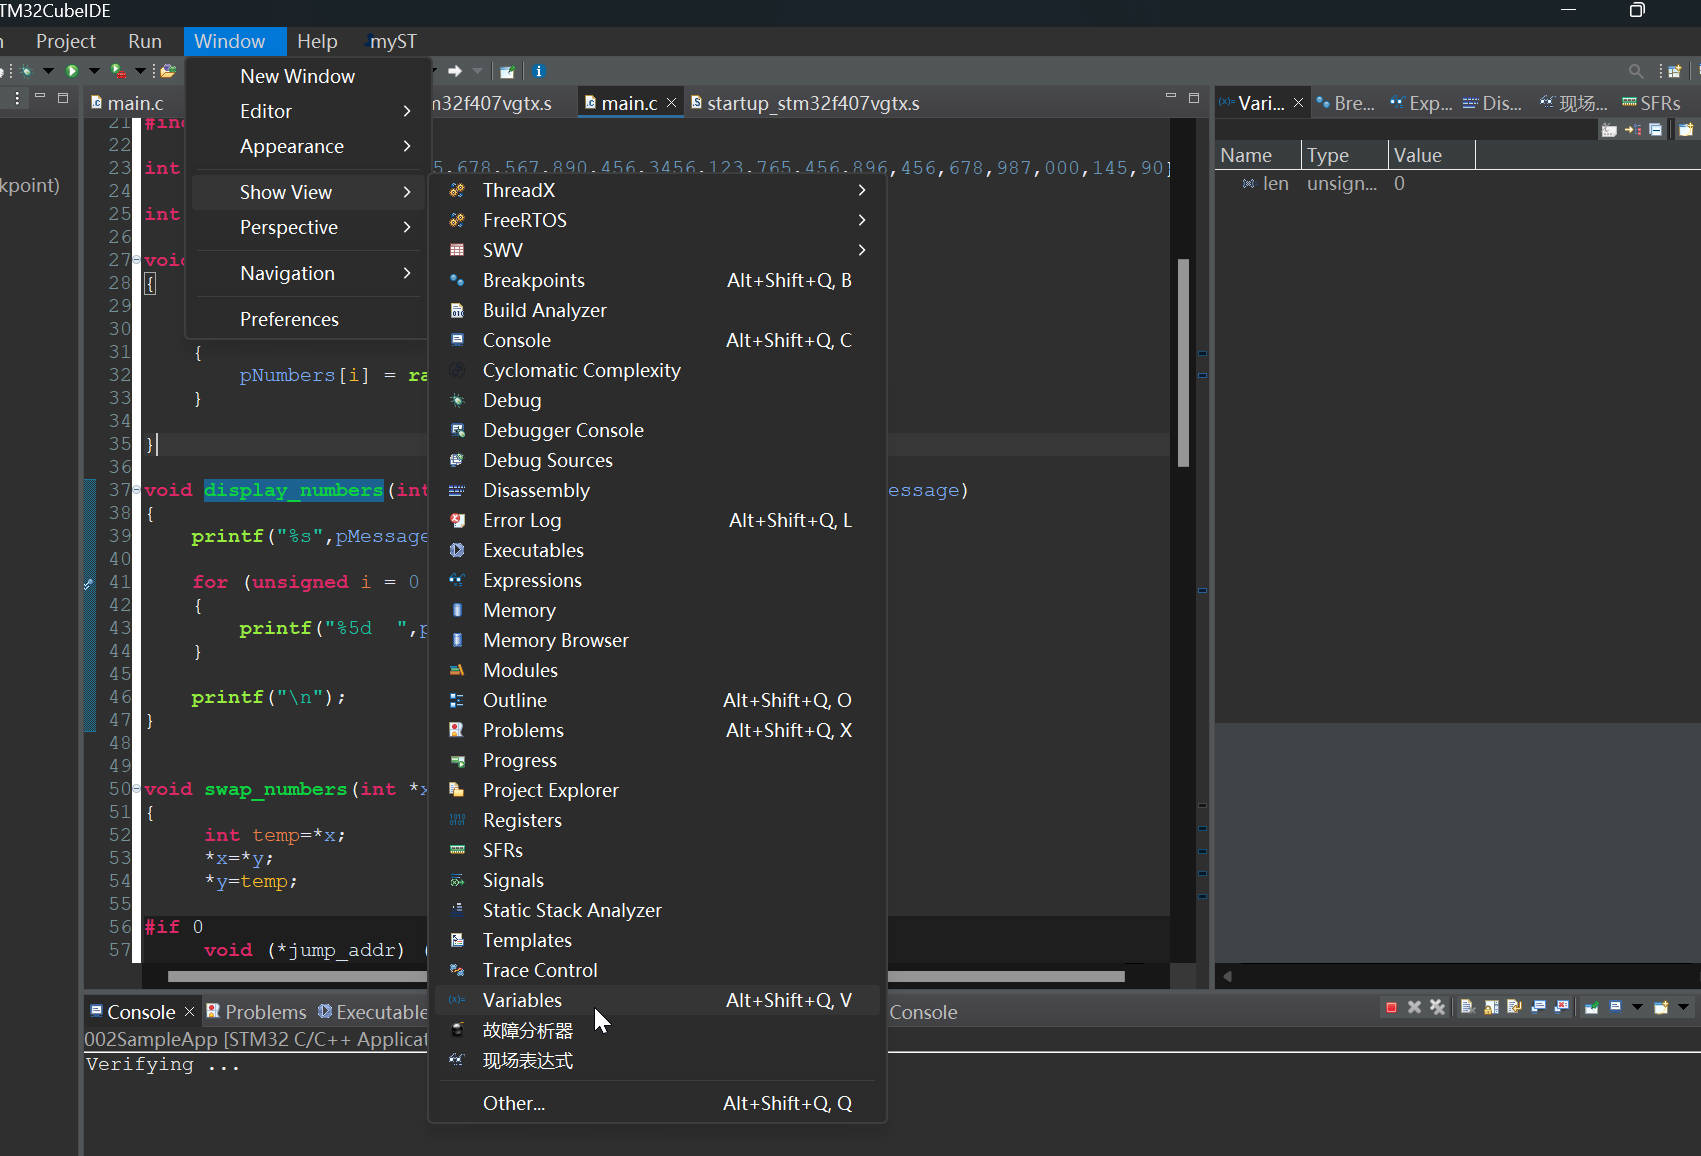 TM32CubeIDE
Project Run Window Help myST
main.c m32f407vgtx.s main.c startup_stm32f407vgtx.s
Vari... Bre... Exp... Dis... 现场... SFRs
Name Type Value
len unsign... 0
kpoint)
New Window
Editor
Appearance
Show View
Perspective
Navigation
Preferences
ThreadX
FreeRTOS
SWV
Breakpoints Alt+Shift+Q, B
Build Analyzer
Console Alt+Shift+Q, C
Cyclomatic Complexity
Debug
Debugger Console
Debug Sources
Disassembly
Error Log Alt+Shift+Q, L
Executables
Expressions
Memory
Memory Browser
Modules
Outline Alt+Shift+Q, O
Problems Alt+Shift+Q, X
Progress
Project Explorer
Registers
SFRs
Signals
Static Stack Analyzer
Templates
Trace Control
Variables Alt+Shift+Q, V
故障分析器
现场表达式
Other... Alt+Shift+Q, Q
21 #in
22
23 int 5,678,567,890,456,3456,123,765,456,896,456,678,987,000,145,90
24
25 int
26
27 voi
28 {
29
30
31 {
32 pNumbers[i] = ra
33 }
34
35 }
36
37 void display_numbers(int essage)
38 {
39 printf("%s",pMessage
40
41 for (unsigned i = 0
42 {
43 printf("%5d  ",p
44 }
45
46 printf("\n");
47 }
48
49
50 void swap_numbers(int *x
51 {
52 int temp=*x;
53 *x=*y;
54 *y=temp;
55
56 #if 0
57 void (*jump_addr) (
Console Problems Executable Console
002SampleApp [STM32 C/C++ Applicat
Verifying ...